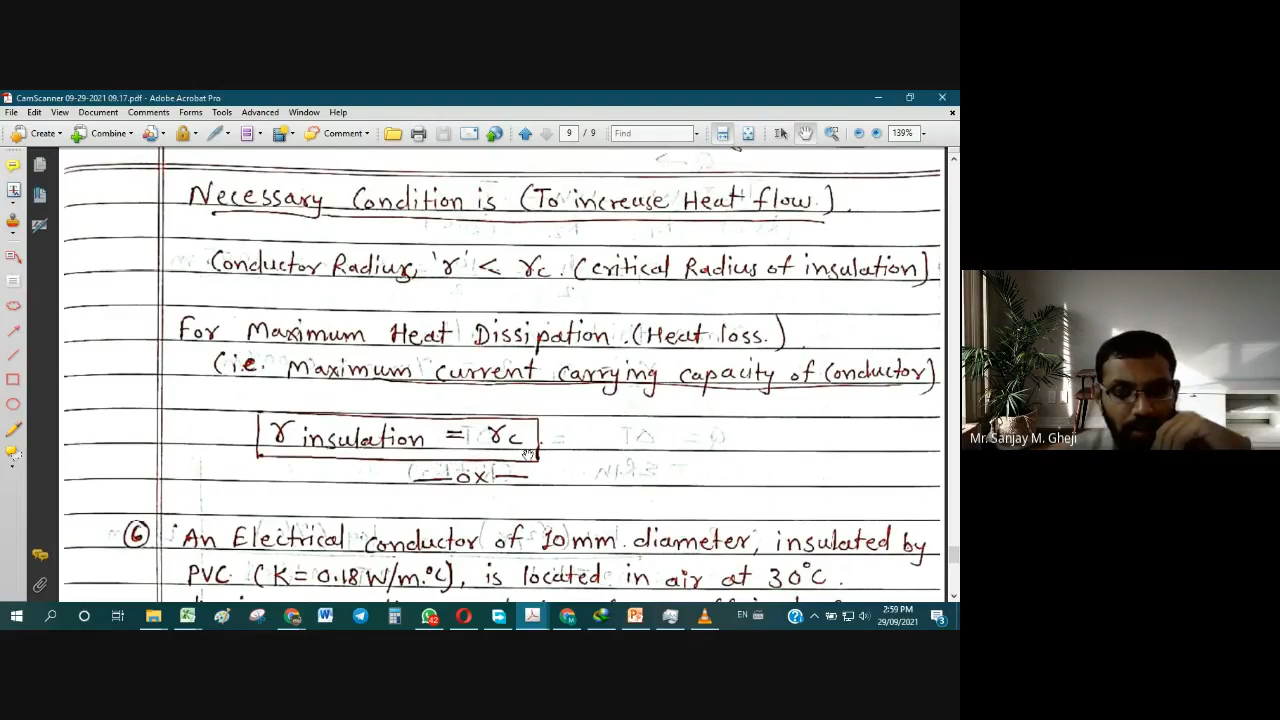 CamScanner 09-29-2021 09.17.pdf - Adobe Acrobat Pro
File Edit View Document Comments Forms Tools Advanced Window Help
Create Combine Comment 9 / 9 Find 139%
Necessary Condition is (To increase Heat flow.).
Conductor Radius, 'r' < rc. (critical Radius of insulation)
For Maximum Heat Dissipation. (Heat loss.)
(i.e. Maximum current carrying capacity of Conductor)
r insulation = rc
— ox —
6 An Electrical conductor of 10mm. diameter, insulated by
PVC (K = 0.18 W/m.°C), is located in air at 30°C.
Mr. Sanjay M. Gheji
42
EN
2:59 PM
29/09/2021
3